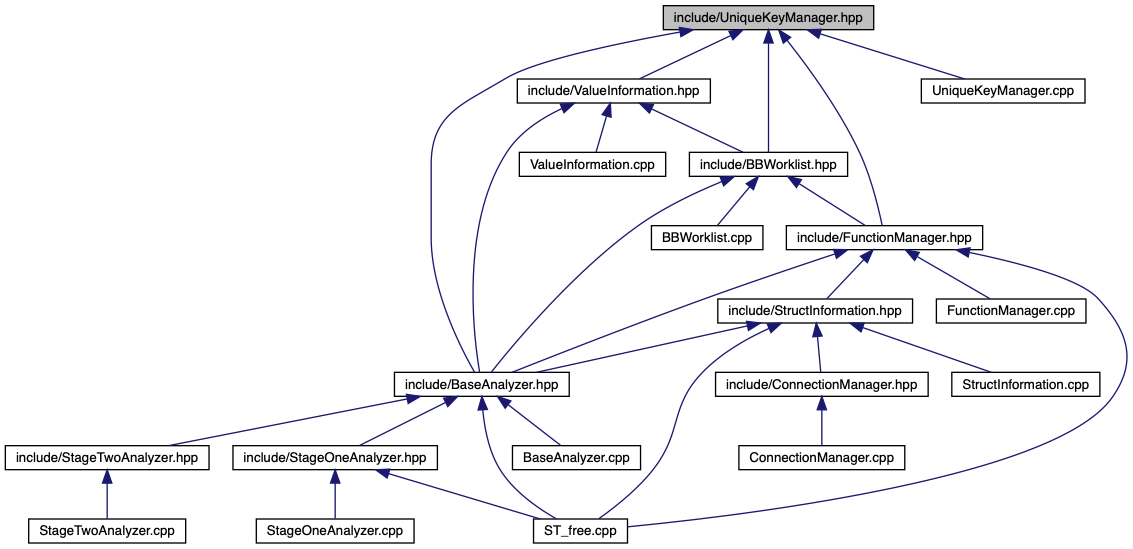 include/UniqueKeyManager.hpp
include/ValueInformation.hpp
UniqueKeyManager.cpp
ValueInformation.cpp
include/BBWorklist.hpp
BBWorklist.cpp
include/FunctionManager.hpp
include/StructInformation.hpp
FunctionManager.cpp
include/BaseAnalyzer.hpp
include/ConnectionManager.hpp
StructInformation.cpp
include/StageTwoAnalyzer.hpp
include/StageOneAnalyzer.hpp
BaseAnalyzer.cpp
ConnectionManager.cpp
StageTwoAnalyzer.cpp
StageOneAnalyzer.cpp
ST_free.cpp